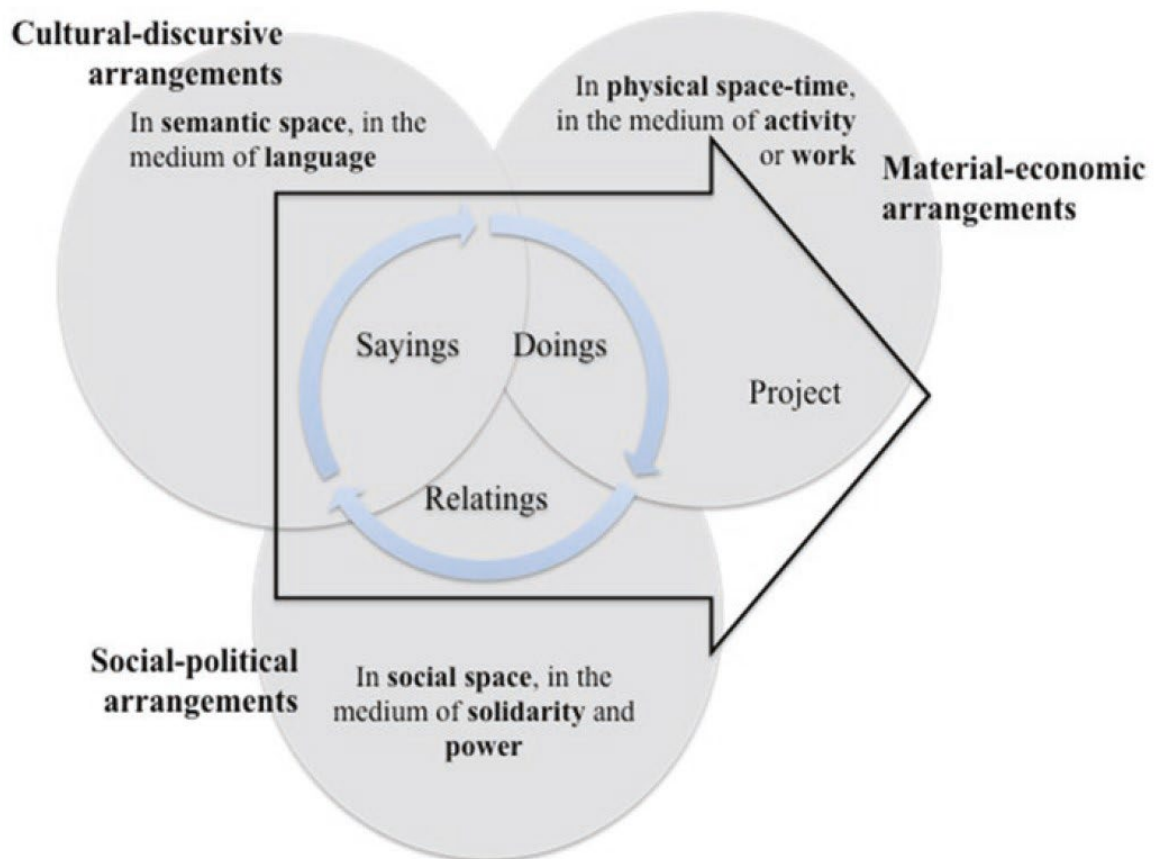 Cultural-discursive
arrangements
In semantic space, in the
medium of language
In physical space-time,
in the medium of activity
or work
Material-economic
arrangements
Sayings
Doings
Project
Relatings
Social-political
arrangements
In social space, in the
medium of solidarity and
power